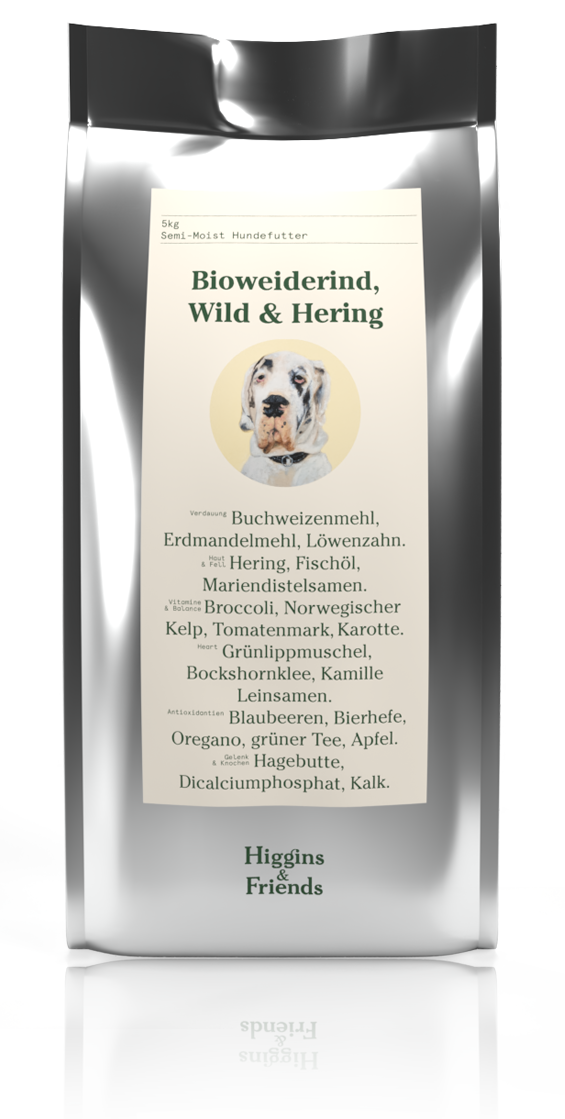 5kg
Semi-Moist Hundefutter
Bioweiderind,
Wild & Hering
Verdauung Buchweizenmehl,
Erdmandelmehl, Löwenzahn.
Haut
& Fell Hering, Fischöl,
Mariendistelsamen.
Vitamine
& Balance Broccoli, Norwegischer
Kelp, Tomatenmark, Karotte.
Heart Grünlippmuschel,
Bockshornklee, Kamille
Leinsamen.
Antioxidantien Blaubeeren, Bierhefe,
Oregano, grüner Tee, Apfel.
Gelenk
& Knochen Hagebutte,
Dicalciumphosphat, Kalk.
Higgins
&
Friends